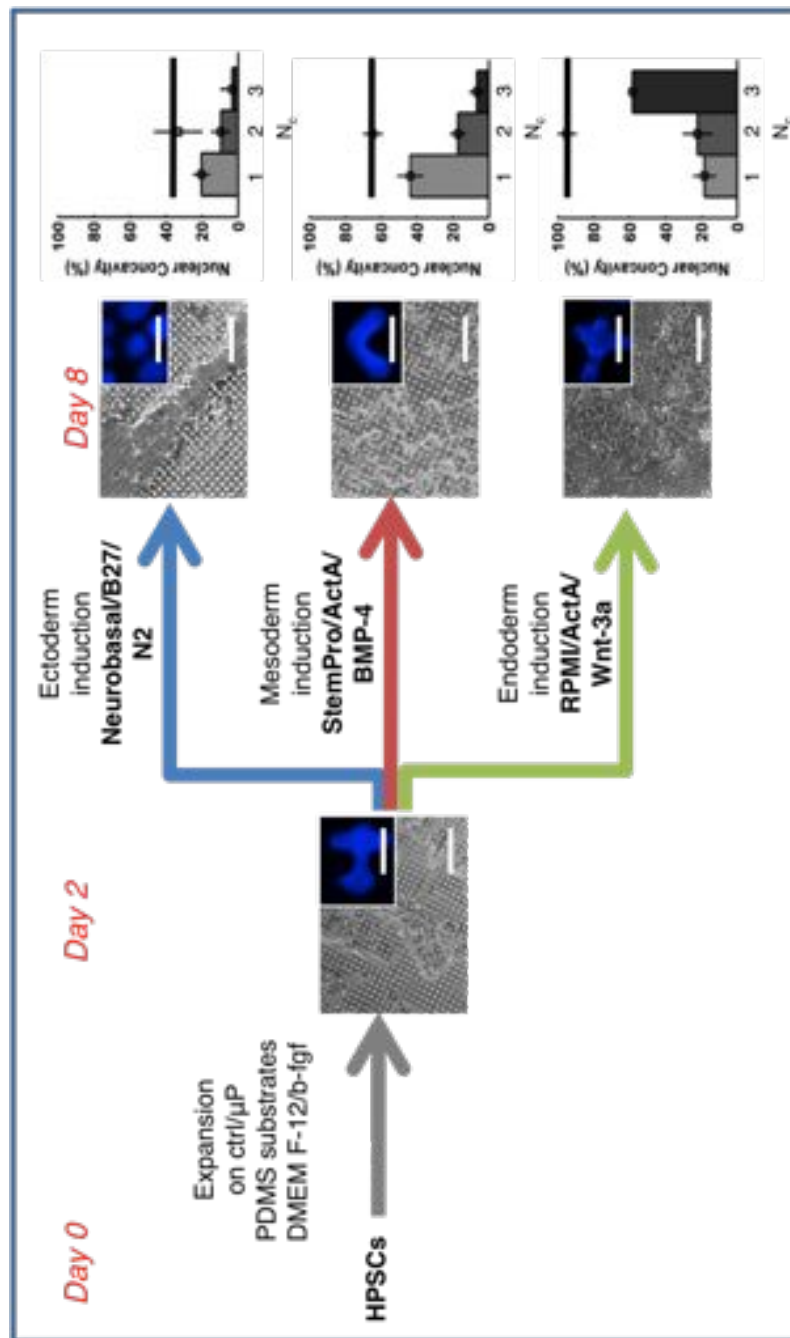 Day 0
Day 2
Day 8
HPSCs
Expansion
on ctrl/µP
PDMS substrates
DMEM F-12/b-fgf
Ectoderm
induction
Neurobasal/B27/
N2
Mesoderm
induction
StemPro/ActA/
BMP-4
Endoderm
induction
RPMI/ActA/
Wnt-3a
Nuclear Concavity (%)
100
80
60
40
20
0
1 2 3
Nc
Nuclear Concavity (%)
100
80
60
40
20
0
1 2 3
Nc
Nuclear Concavity (%)
100
80
60
40
20
0
1 2 3
Nc